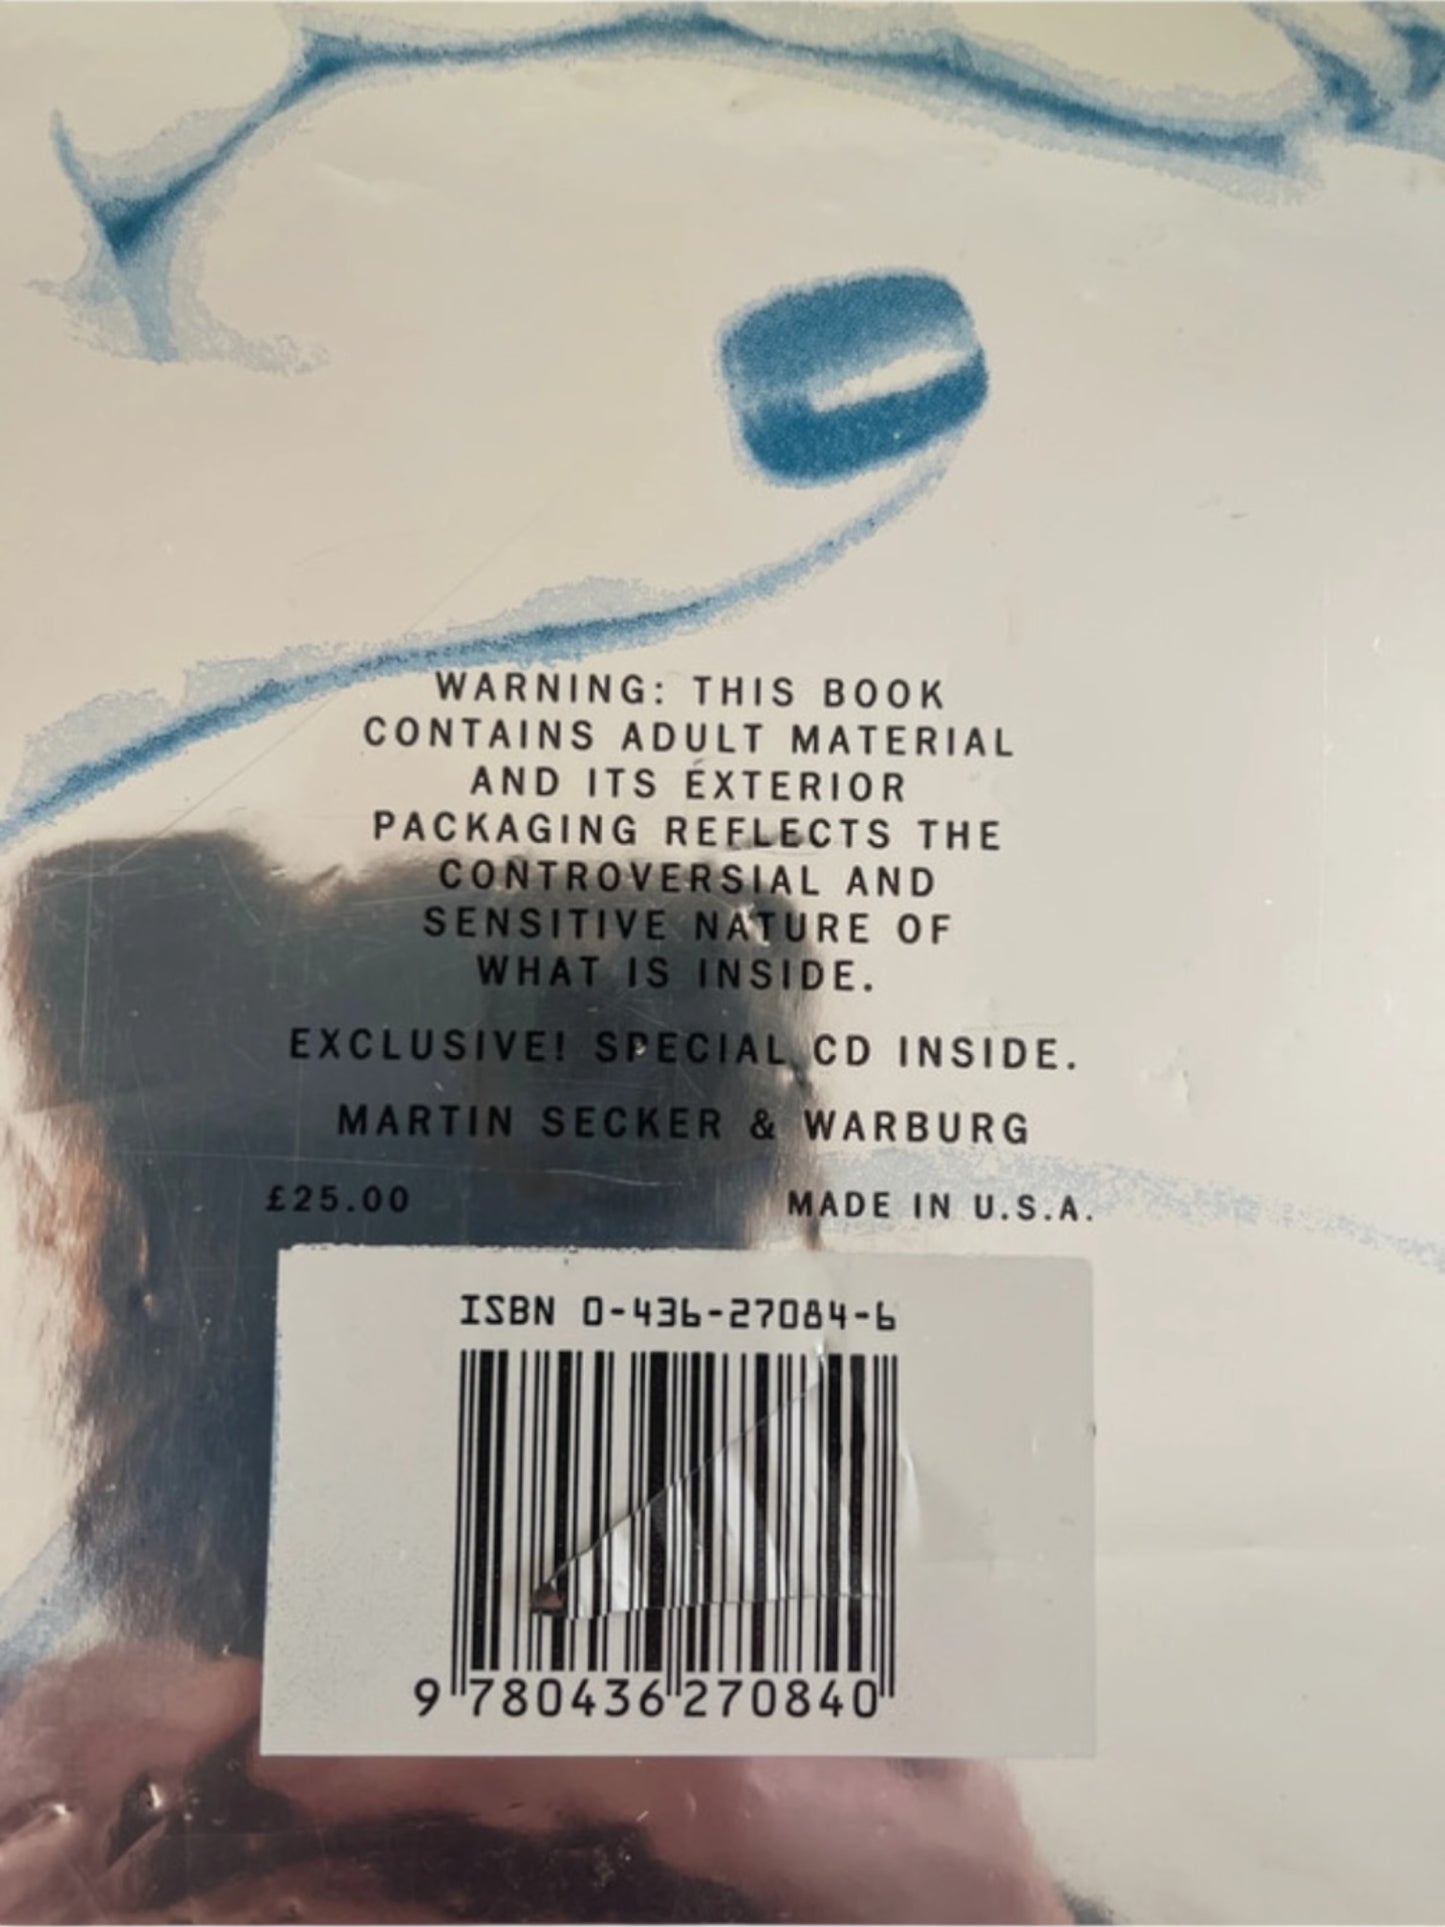 WARNING: THIS BOOK
CONTAINS ADULT MATERIAL
AND ITS EXTERIOR
PACKAGING REFLECTS THE
CONTROVERSIAL AND
SENSITIVE NATURE OF
WHAT IS INSIDE.
EXCLUSIVE! SPECIAL CD INSIDE.
MARTIN SECKER & WARBURG
£25.00 MADE IN U.S.A.
ISBN 0-436-27084-6
9 780436 270840